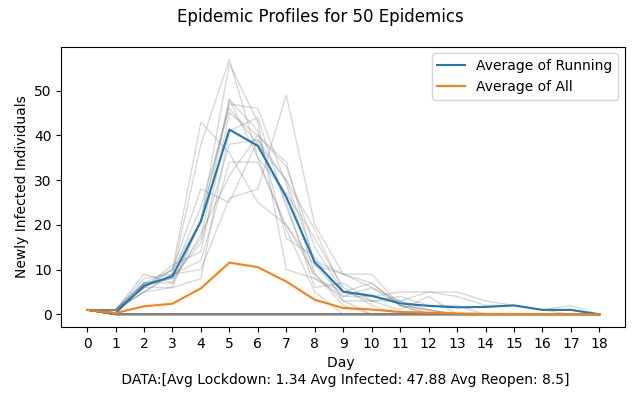 Epidemic Profiles for 50 Epidemics
Average of Running
Average of All
Newly Infected Individuals
50
40
30
20
10
0
0 1 2 3 4 5 6 7 8 9 10 11 12 13 14 15 16 17 18
Day
DATA:[Avg Lockdown: 1.34 Avg Infected: 47.88 Avg Reopen: 8.5]